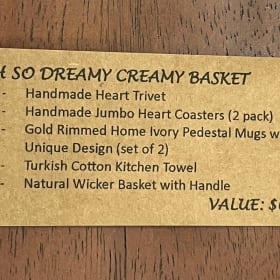 SO DREAMY CREAMY BASKET
- Handmade Heart Trivet
- Handmade Jumbo Heart Coasters (2 pack)
- Gold Rimmed Home Ivory Pedestal Mugs w
Unique Design (set of 2)
- Turkish Cotton Kitchen Towel
- Natural Wicker Basket with Handle
VALUE: $